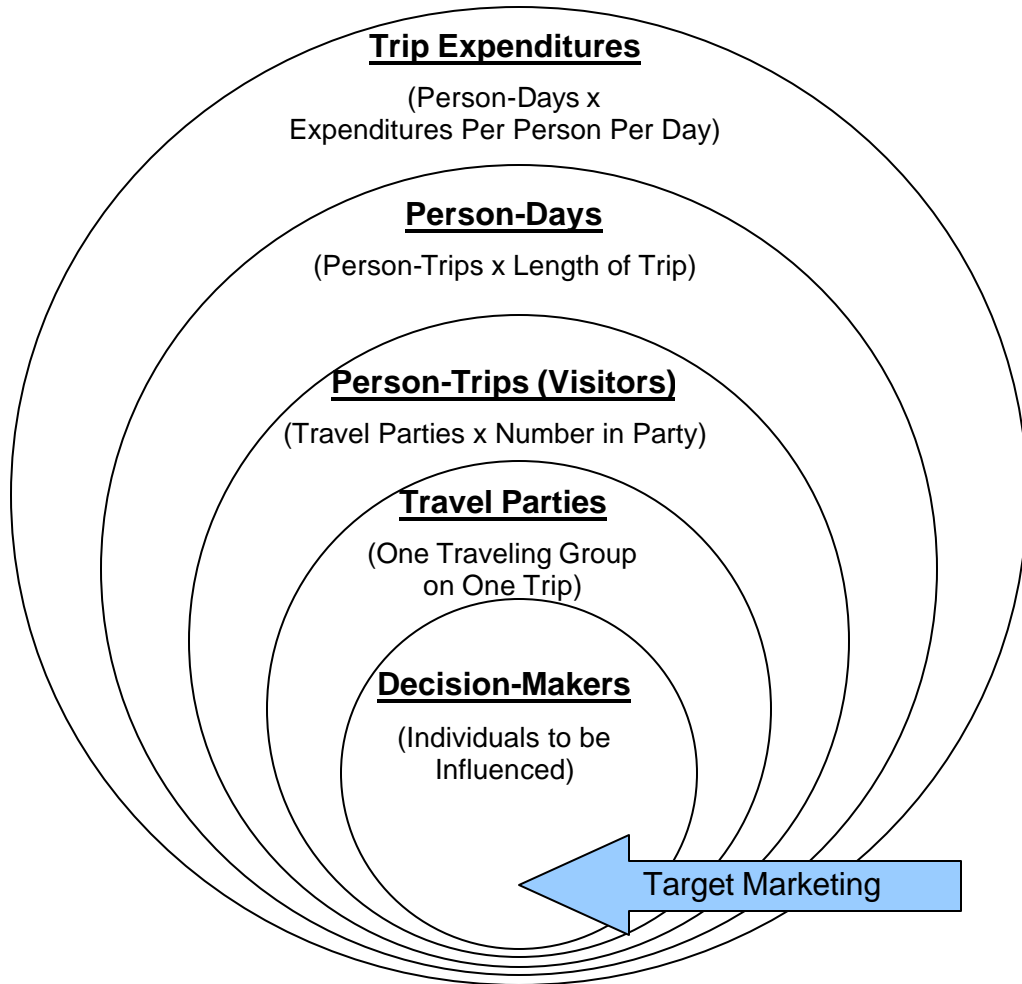 Trip Expenditures
(Person-Days x
Expenditures Per Person Per Day)
Person-Days
(Person-Trips x Length of Trip)
Person-Trips (Visitors)
(Travel Parties x Number in Party)
Travel Parties
(One Traveling Group
on One Trip)
Decision-Makers
(Individuals to be
Influenced)
Target Marketing